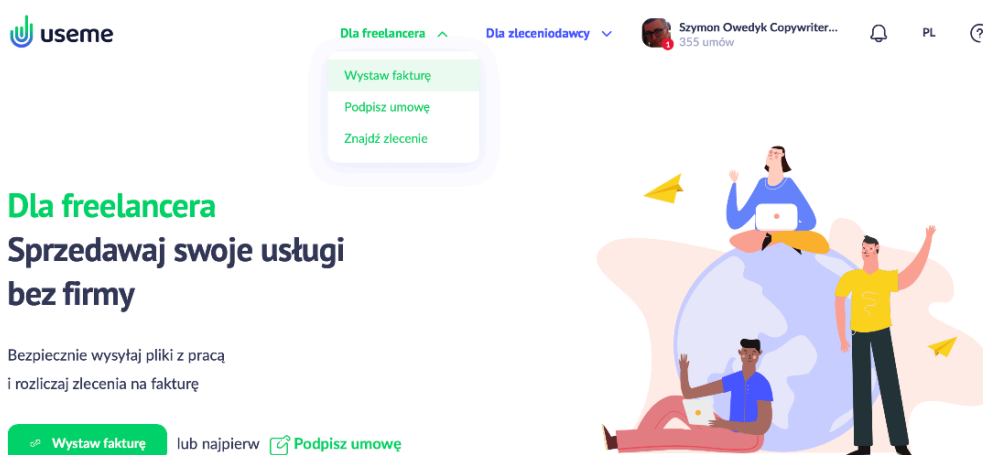 useme
Dla freelancera
Dla zleceniodawcy
1
Szymon Owedyk Copywriter...
355 umów
PL
?
Wystaw fakturę
Podpisz umowę
Znajdź zlecenie
Dla freelancera
Sprzedawaj swoje usługi
bez firmy
Bezpiecznie wysyłaj pliki z pracą
i rozliczaj zlecenia na fakturę
Wystaw fakturę lub najpierw Podpisz umowę